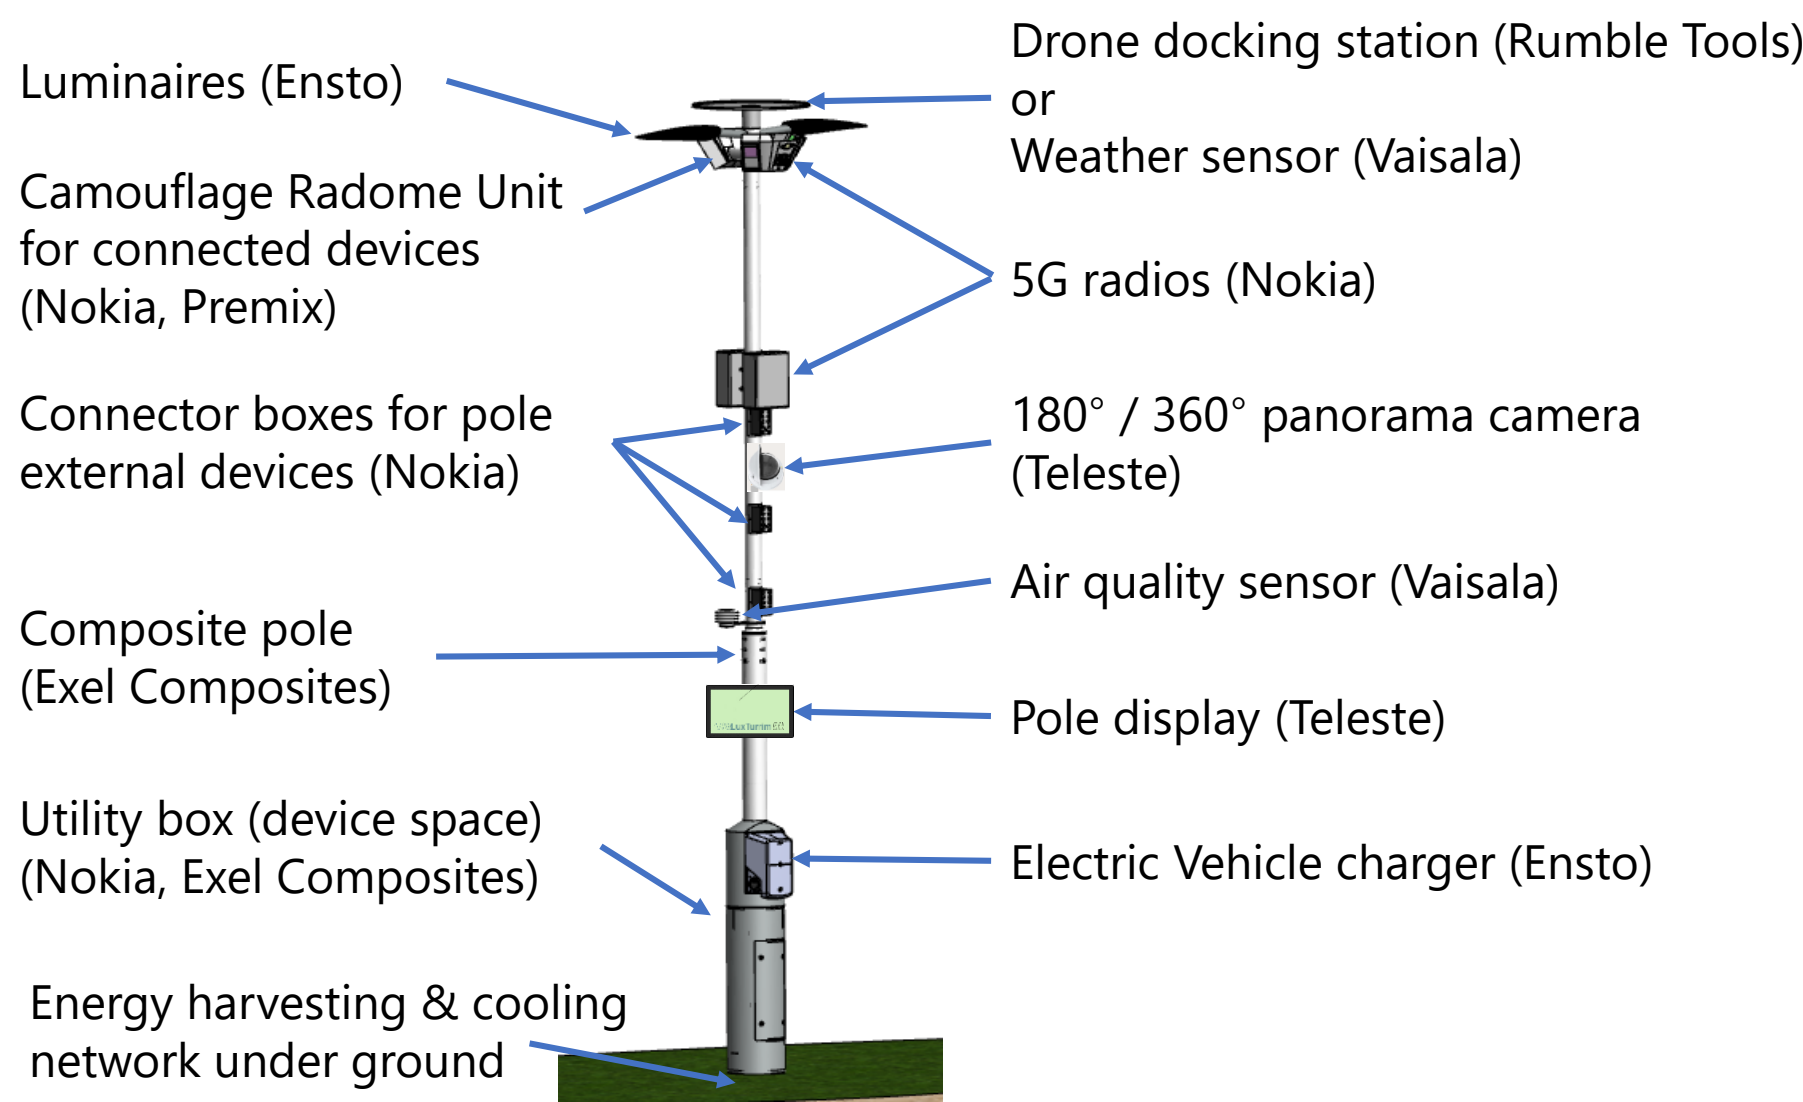 Luminaires (Ensto)
Camouflage Radome Unit
for connected devices
(Nokia, Premix)
Connector boxes for pole
external devices (Nokia)
Composite pole
(Exel Composites)
Utility box (device space)
(Nokia, Exel Composites)
Energy harvesting & cooling
network under ground
Drone docking station (Rumble Tools)
or
Weather sensor (Vaisala)
5G radios (Nokia)
180° / 360° panorama camera
(Teleste)
Air quality sensor (Vaisala)
Pole display (Teleste)
Electric Vehicle charger (Ensto)